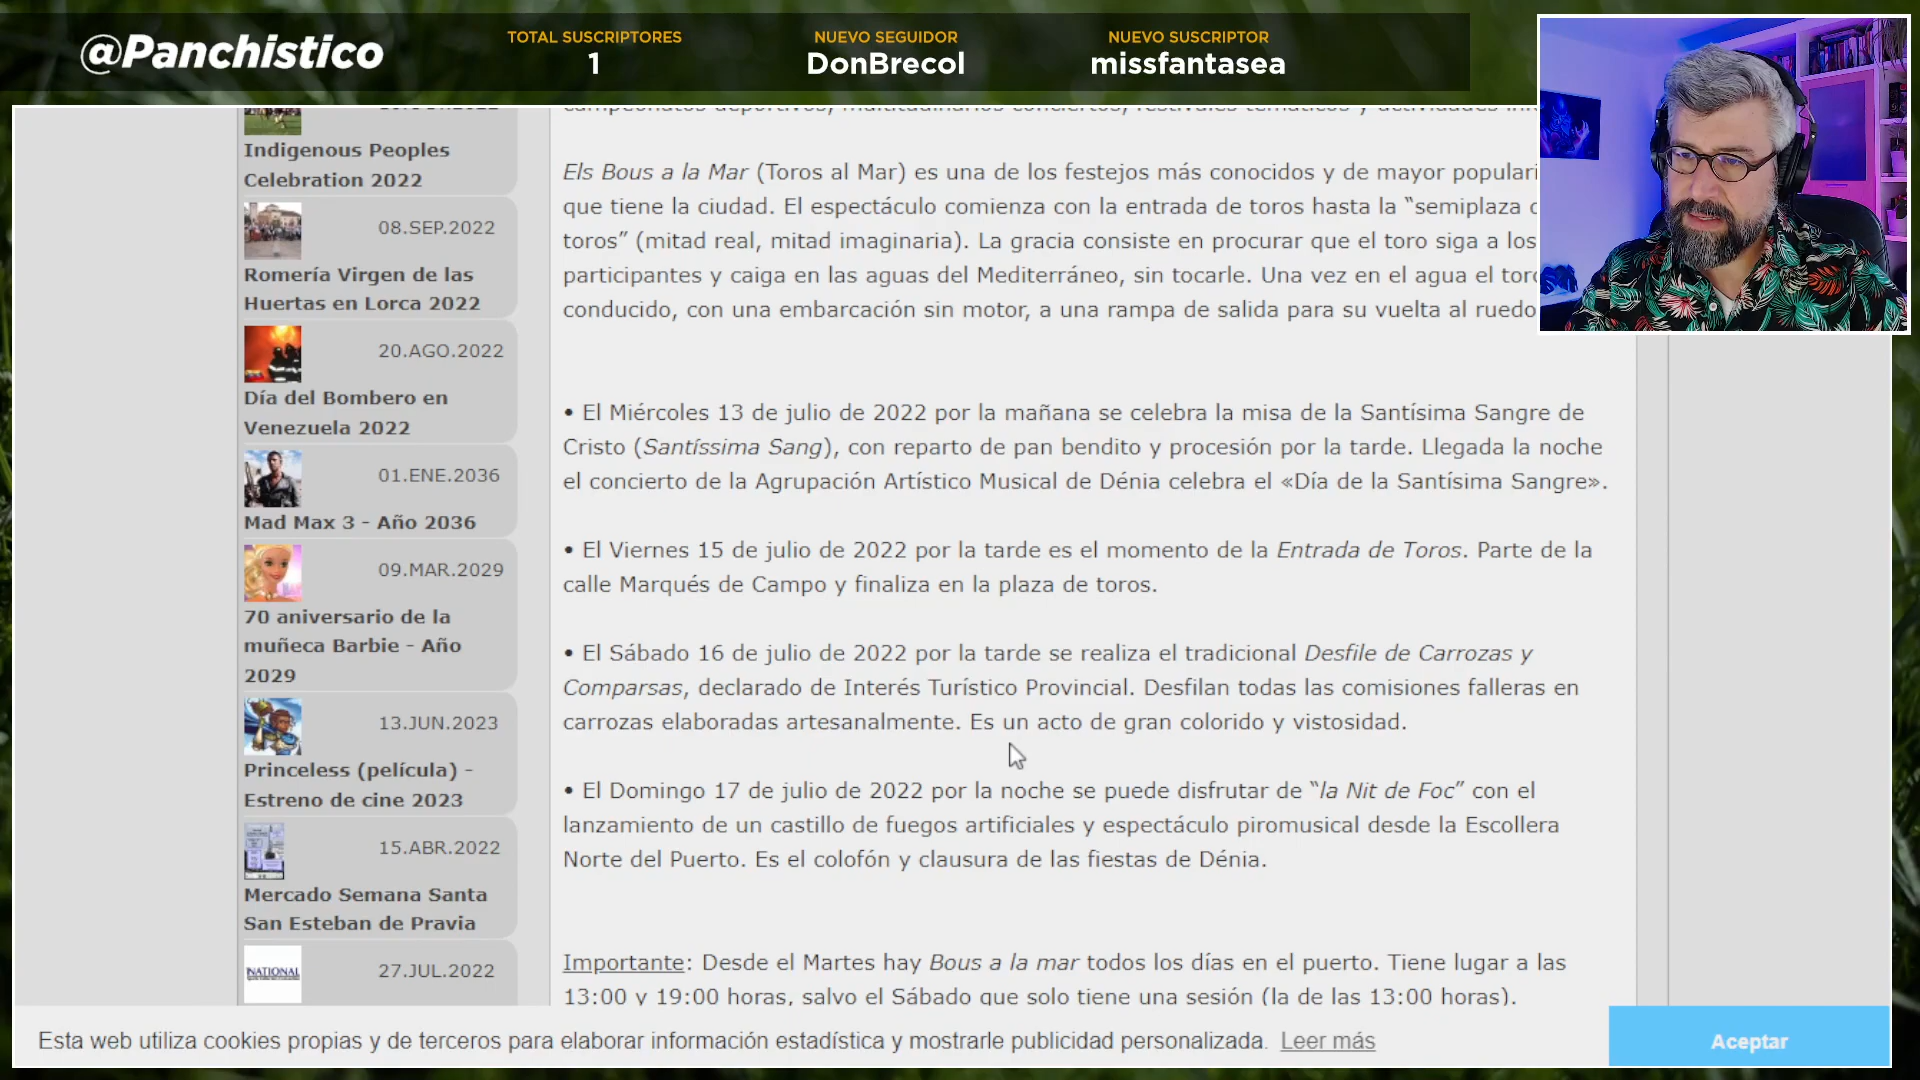 @Panchistico
TOTAL SUSCRIPTORES
1
NUEVO SEGUIDOR
DonBrecol
NUEVO SUSCRIPTOR
missfantasea
Indigenous Peoples
Celebration 2022
08.SEP.2022
Romería Virgen de las
Huertas en Lorca 2022
20.AGO.2022
Día del Bombero en
Venezuela 2022
01.ENE.2036
Mad Max 3 - Año 2036
09.MAR.2029
70 aniversario de la
muñeca Barbie - Año
2029
13.JUN.2023
Princeless (película) -
Estreno de cine 2023
15.ABR.2022
Mercado Semana Santa
San Esteban de Pravia
NATIONAL
27.JUL.2022
campeonatos deportivos, multitudinarios conciertos, festivales temáticos y actividades
Els Bous a la Mar (Toros al Mar) es una de los festejos más conocidos y de mayor
que tiene la ciudad. El espectáculo comienza con la entrada de toros hasta la “semiplaza
toros” (mitad real, mitad imaginaria). La gracia consiste en procurar que el toro siga a los
participantes y caiga en las aguas del Mediterráneo, sin tocarle. Una vez en el agua el
conducido, con una embarcación sin motor, a una rampa de salida para su vuelta al ruedo
• El Miércoles 13 de julio de 2022 por la mañana se celebra la misa de la Santísima Sangre de
Cristo (Santíssima Sang), con reparto de pan bendito y procesión por la tarde. Llegada la noche
el concierto de la Agrupación Artístico Musical de Dénia celebra el «Día de la Santísima Sangre».
• El Viernes 15 de julio de 2022 por la tarde es el momento de la Entrada de Toros. Parte de la
calle Marqués de Campo y finaliza en la plaza de toros.
• El Sábado 16 de julio de 2022 por la tarde se realiza el tradicional Desfile de Carrozas y
Comparsas, declarado de Interés Turístico Provincial. Desfilan todas las comisiones falleras en
carrozas elaboradas artesanalmente. Es un acto de gran colorido y vistosidad.
• El Domingo 17 de julio de 2022 por la noche se puede disfrutar de “la Nit de Foc” con el
lanzamiento de un castillo de fuegos artificiales y espectáculo piromusical desde la Escollera
Norte del Puerto. Es el colofón y clausura de las fiestas de Dénia.
Importante: Desde el Martes hay Bous a la mar todos los días en el puerto. Tiene lugar a las
13:00 y 19:00 horas, salvo el Sábado que solo tiene una sesión (la de las 13:00 horas).
Esta web utiliza cookies propias y de terceros para elaborar información estadística y mostrarle publicidad personalizada. Leer más
Aceptar